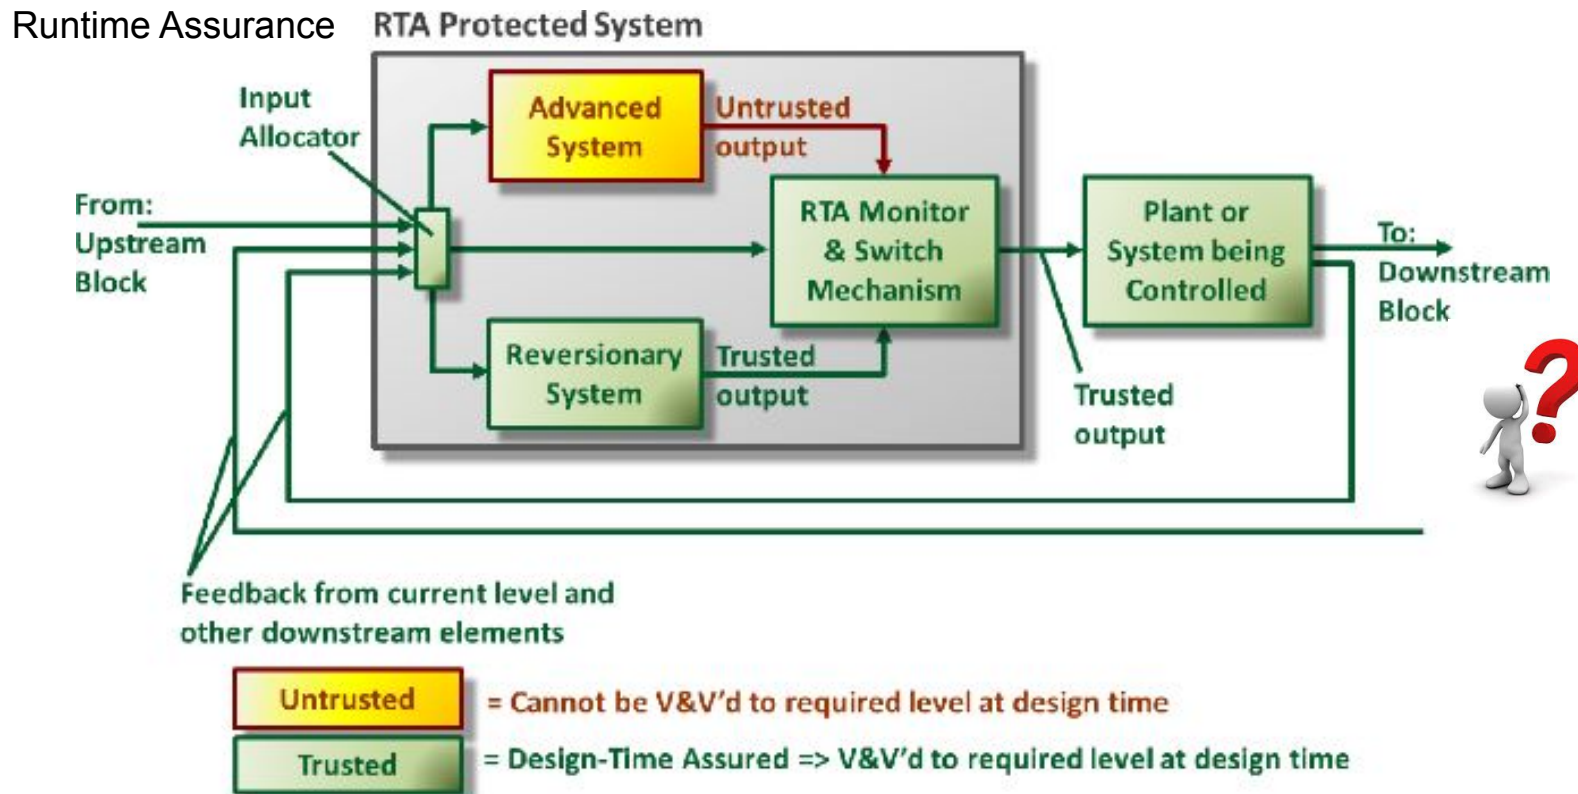 Runtime Assurance
RTA Protected System
Input
Allocator
Advanced
System
Untrusted
output
From:
Upstream
Block
RTA Monitor
& Switch
Mechanism
Plant or
System being
Controlled
To:
Downstream
Block
Reversionary
System
Trusted
output
Trusted
output
?
Feedback from current level and
other downstream elements
Untrusted
= Cannot be V&V'd to required level at design time
Trusted
= Design-Time Assured => V&V'd to required level at design time